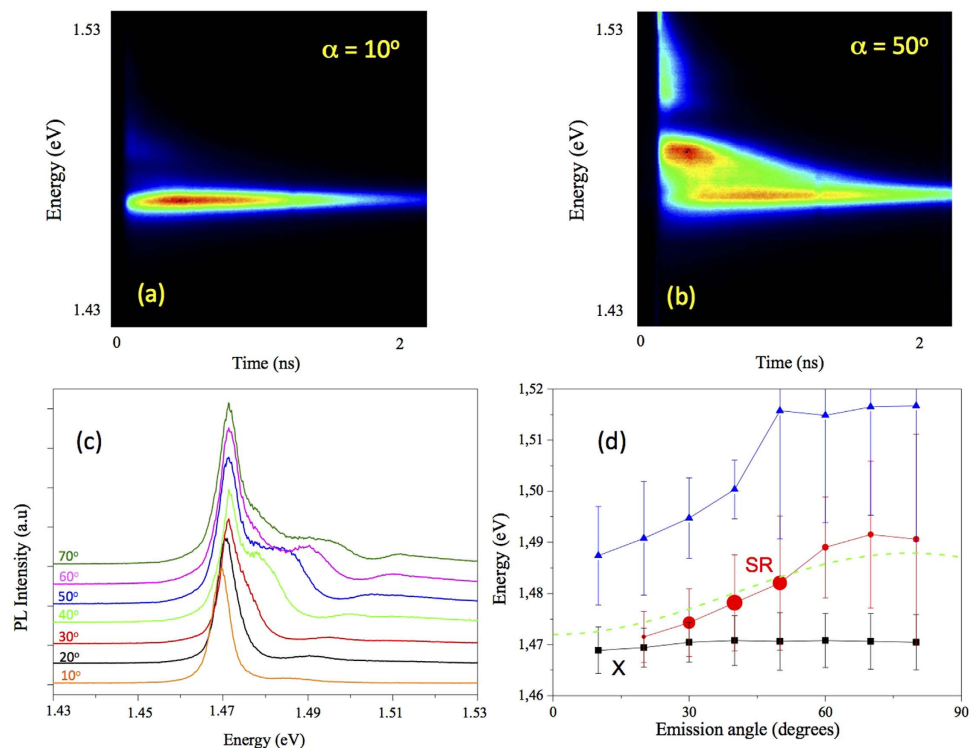 1.53
α = 10°
Energy (eV)
(a)
1.43
0
2
Time (ns)
1.53
α = 50°
Energy (eV)
(b)
1.43
0
2
Time (ns)
(c)
PL Intensity (a.u)
70°
60°
50°
40°
30°
20°
10°
1.43
1.45
1.47
1.49
1.51
1.53
Energy (eV)
1,52
(d)
1,51
1,50
Energy (eV)
1,49
SR
1,48
1,47
X
1,46
0
30
60
90
Emission angle (degrees)